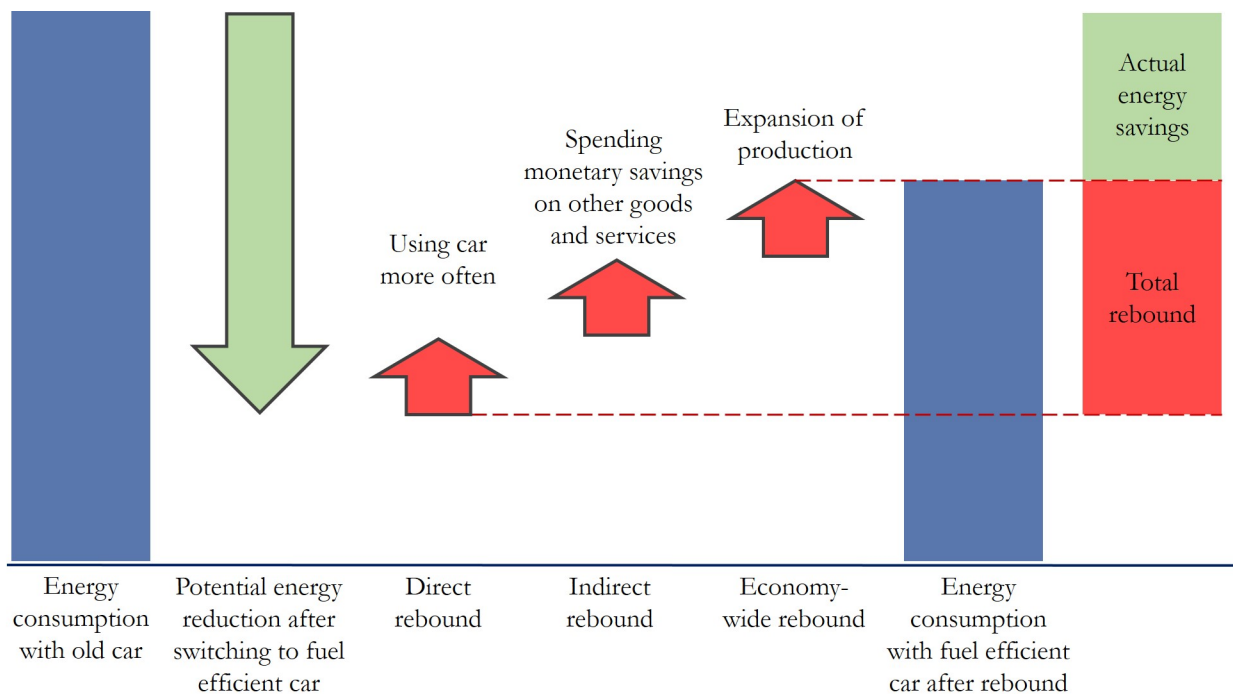 Using car
more often
Spending
monetary savings
on other goods
and services
Expansion of
production
Actual
energy
savings
Total
rebound
Energy
consumption
with old car
Potential energy
reduction after
switching to fuel
efficient car
Direct
rebound
Indirect
rebound
Economy-
wide rebound
Energy
consumption
with fuel efficient
car after rebound